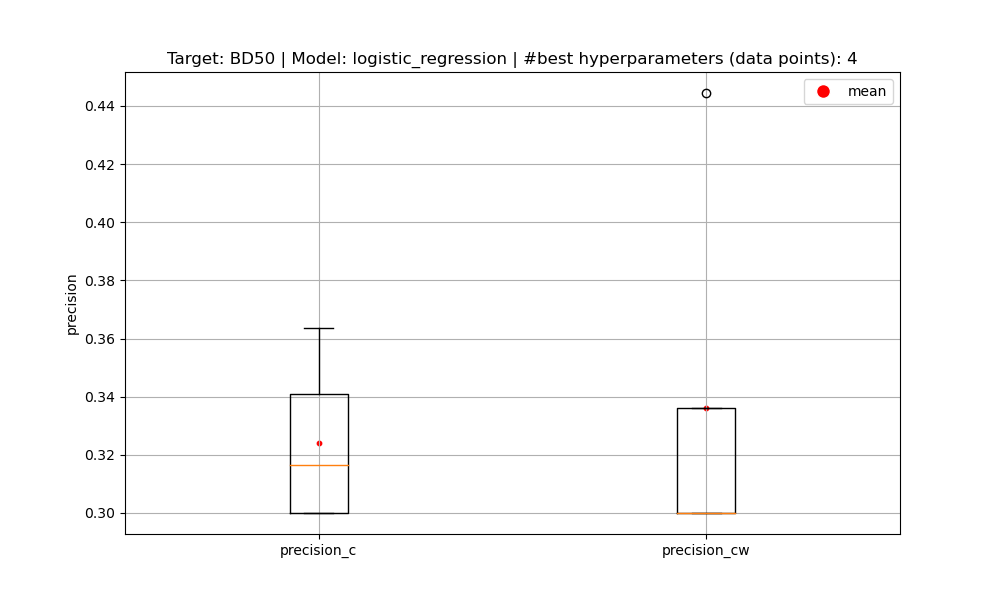 Target: BD50 | Model: logistic_regression | #best hyperparameters (data points): 4
mean
0.44
0.42
0.40
0.38
0.36
0.34
0.32
0.30
precision
precision_c
precision_cw